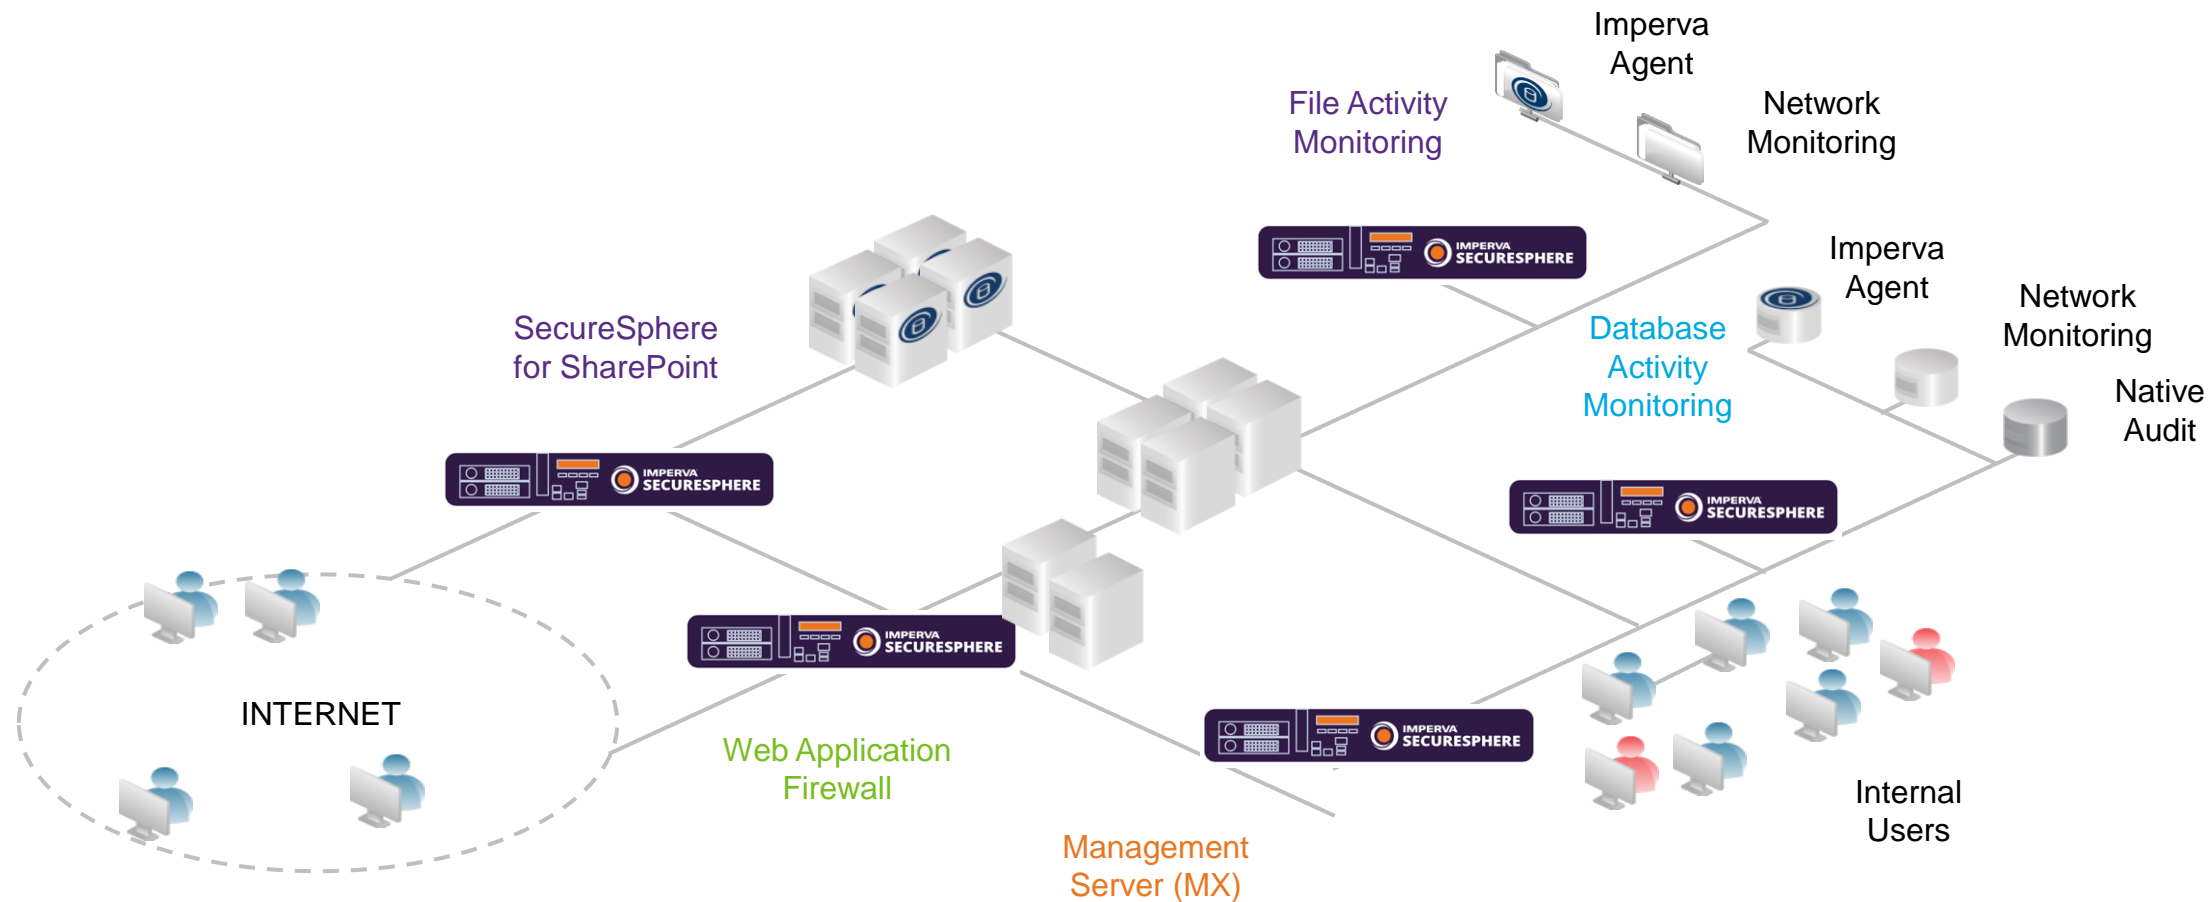 Imperva
Agent
File Activity
Monitoring
Network
Monitoring
IMPERVA
SECURESPHERE
Imperva
Agent
Network
Monitoring
SecureSphere
for SharePoint
Database
Activity
Monitoring
Native
Audit
IMPERVA
SECURESPHERE
IMPERVA
SECURESPHERE
IMPERVA
SECURESPHERE
INTERNET
Web Application
Firewall
IMPERVA
SECURESPHERE
Internal
Users
Management
Server (MX)